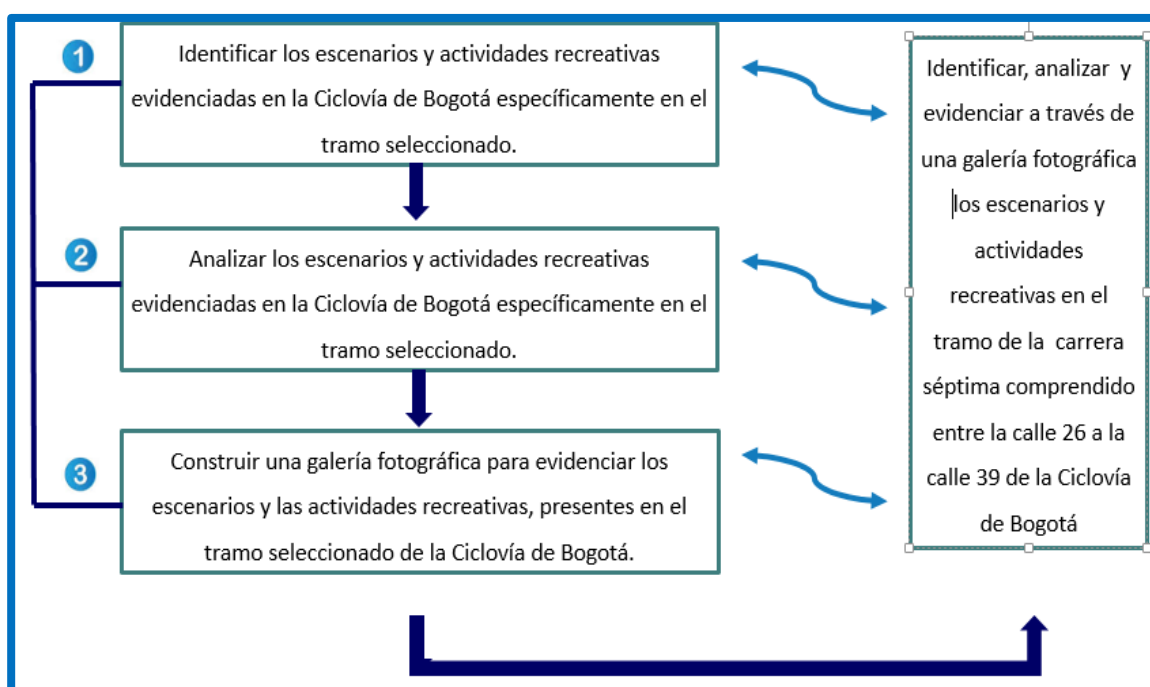 1
Identificar los escenarios y actividades recreativas
evidenciadas en la Ciclovía de Bogotá específicamente en el
tramo seleccionado.
2
Analizar los escenarios y actividades recreativas
evidenciadas en la Ciclovía de Bogotá específicamente en el
tramo seleccionado.
3
Construir una galería fotográfica para evidenciar los
escenarios y las actividades recreativas, presentes en el
tramo seleccionado de la Ciclovía de Bogotá.
Identificar, analizar y
evidenciar a través de
una galería fotográfica
los escenarios y
actividades
recreativas en el
tramo de la carrera
séptima comprendido
entre la calle 26 a la
calle 39 de la Ciclovía
de Bogotá